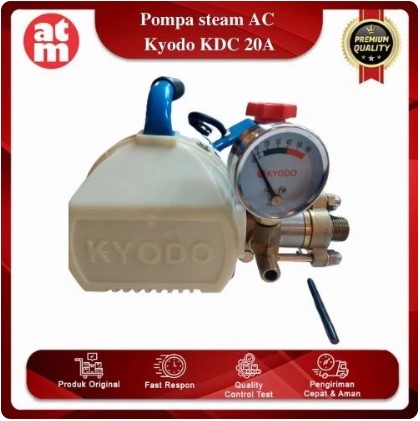 atm
Pompa steam AC
Kyodo KDC 20A
PREMIUM
QUALITY
KYODO
KYODO
Produk Original
Fast Respon
Quality
Control Test
Pengiriman
Cepat & Aman